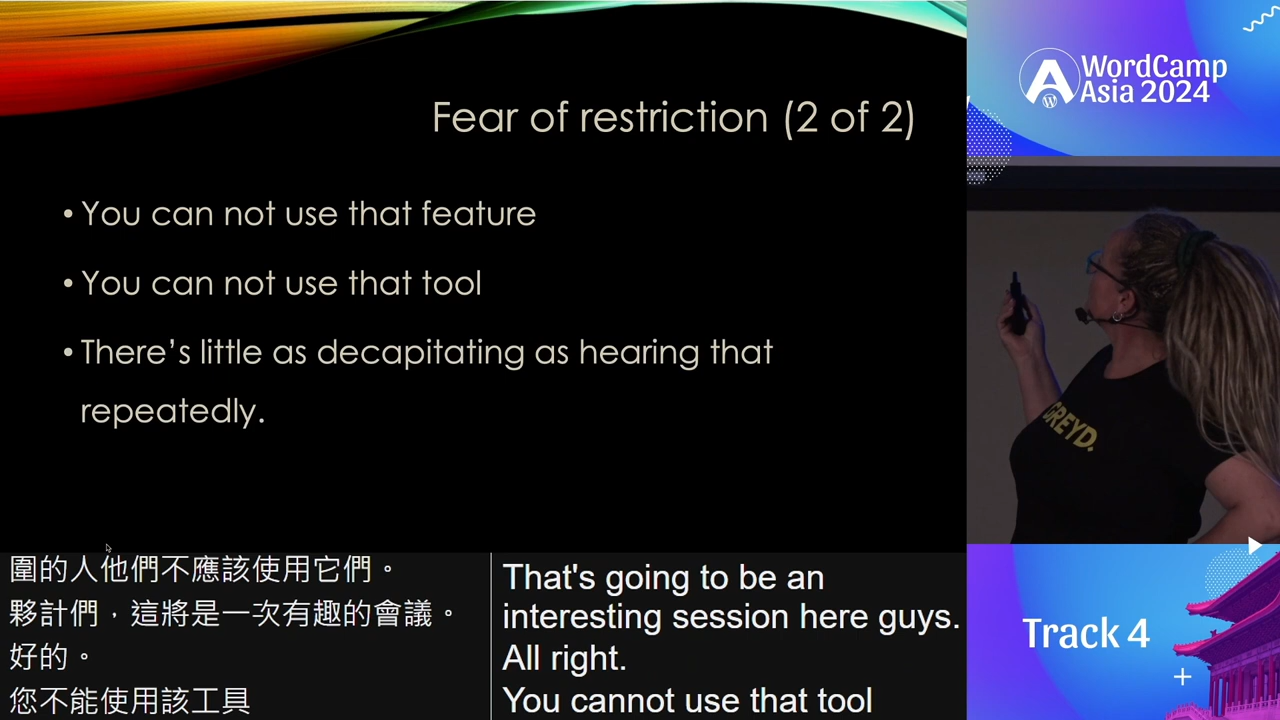 Fear of restriction (2 of 2)
• You can not use that feature
• You can not use that tool
• There's little as decapitating as hearing that
repeatedly.
圍的人他們不應該使用它們。
夥計們，這將是一次有趣的會議。
好的。
您不能使用該工具
That's going to be an
interesting session here guys.
All right.
You cannot use that tool
WordCamp
Asia 2024
GREYD.
Track 4